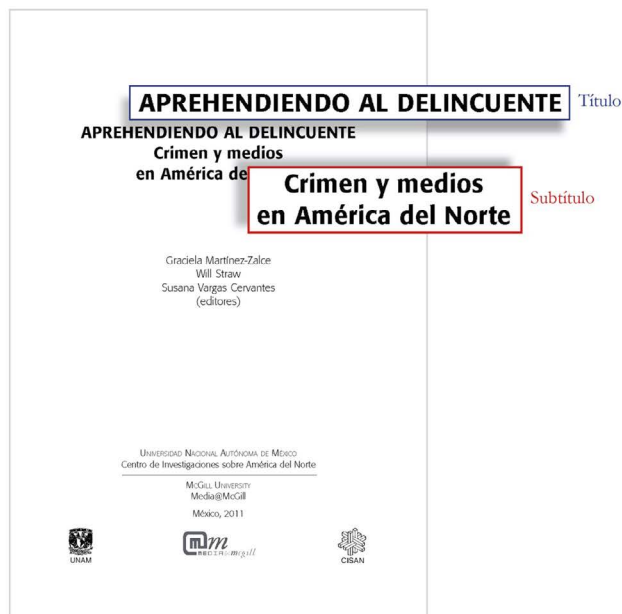 APREHENDIENDO AL DELINCUENTE
Título
APREHENDIENDO AL DELINCUENTE
Crimen y medios
en América de
Crimen y medios
en América del Norte
Subtítulo
Graciela Martínez-Zalce
Will Straw
Susana Vargas Cervantes
(editores)
Universidad Nacional Autónoma de México
Centro de Investigaciones sobre América del Norte
McGill University
Media@McGill
México, 2011
UNAM
m m
MEDIA@mcgill
CISAN